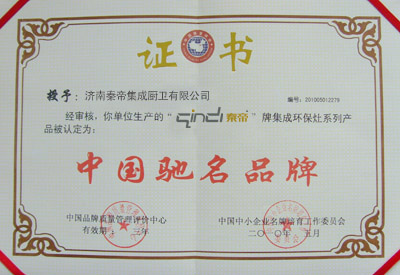 证书
授予：济南秦帝集成厨卫有限公司
编号：201005012279
经审核，你单位生产的“qindi秦帝”牌集成环保灶系列产
品被认定为：
中国驰名品牌
中国品牌质量管理评价中心 中国中小企业名牌培育工作委员会
有效期： 三年 二〇一〇年 五月